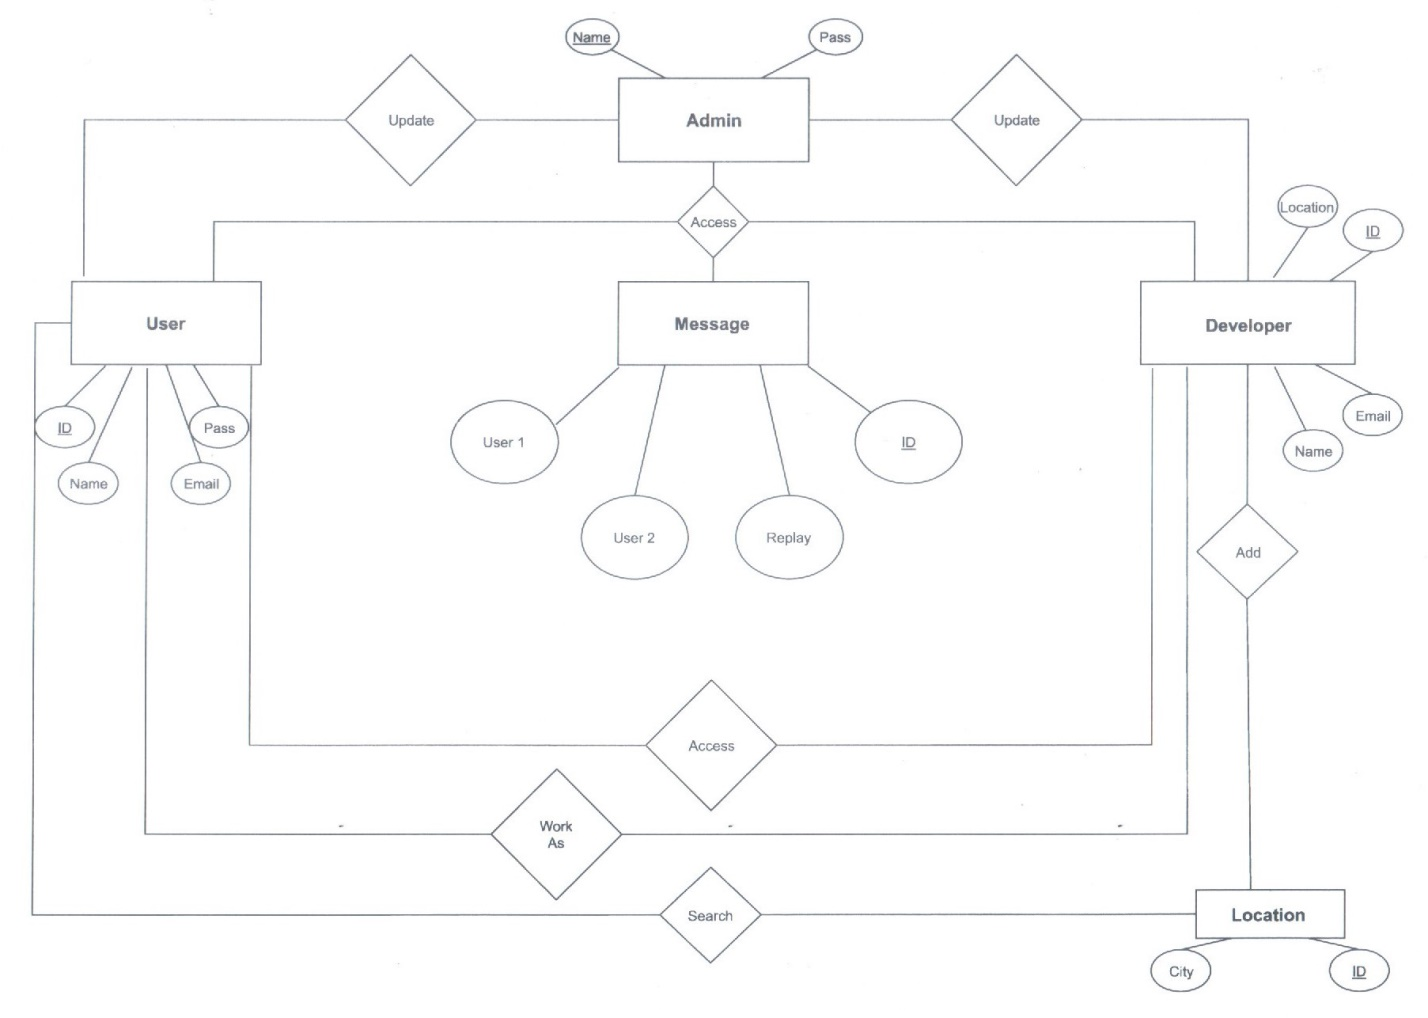 Name
Pass
Update
Admin
Update
Access
Location
ID
User
Message
Developer
ID
Pass
User 1
ID
Email
Name
Email
Name
User 2
Replay
Add
Access
Work
As
Search
Location
City
ID